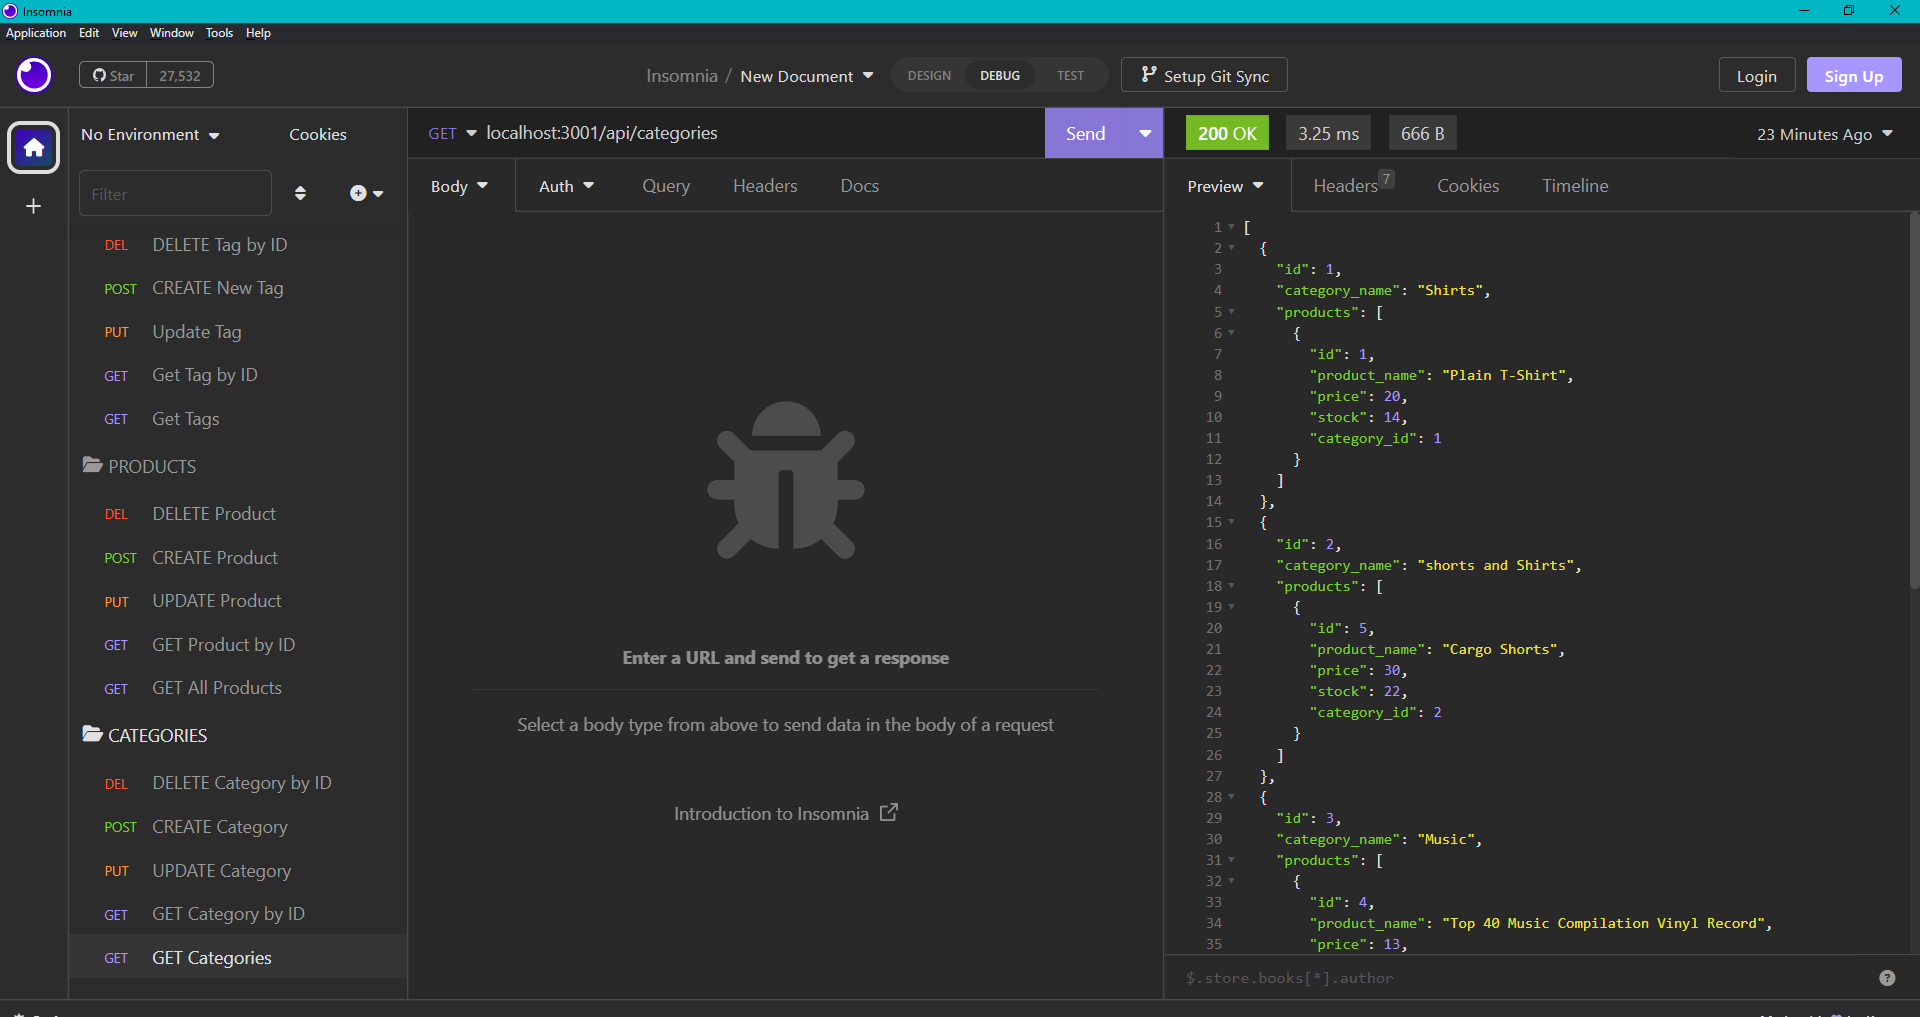 Insomnia
Application Edit View Window Tools Help
Star 27,532
Insomnia / New Document
DESIGN DEBUG TEST
Setup Git Sync
Login
Sign Up
No Environment
Cookies
Filter
DEL DELETE Tag by ID
POST CREATE New Tag
PUT Update Tag
GET Get Tag by ID
GET Get Tags
PRODUCTS
DEL DELETE Product
POST CREATE Product
PUT UPDATE Product
GET GET Product by ID
GET GET All Products
CATEGORIES
DEL DELETE Category by ID
POST CREATE Category
PUT UPDATE Category
GET GET Category by ID
GET GET Categories
GET localhost:3001/api/categories
Send
Body Auth Query Headers Docs
Enter a URL and send to get a response
Select a body type from above to send data in the body of a request
Introduction to Insomnia
200 OK 3.25 ms 666 B
23 Minutes Ago
Preview Headers 7 Cookies Timeline
1 [
2 {
3 "id": 1,
4 "category_name": "Shirts",
5 "products": [
6 {
7 "id": 1,
8 "product_name": "Plain T-Shirt",
9 "price": 20,
10 "stock": 14,
11 "category_id": 1
12 }
13 ]
14 },
15 {
16 "id": 2,
17 "category_name": "shorts and Shirts",
18 "products": [
19 {
20 "id": 5,
21 "product_name": "Cargo Shorts",
22 "price": 30,
23 "stock": 22,
24 "category_id": 2
25 }
26 ]
27 },
28 {
29 "id": 3,
30 "category_name": "Music",
31 "products": [
32 {
33 "id": 4,
34 "product_name": "Top 40 Music Compilation Vinyl Record",
35 "price": 13,
$.store.books[*].author
?